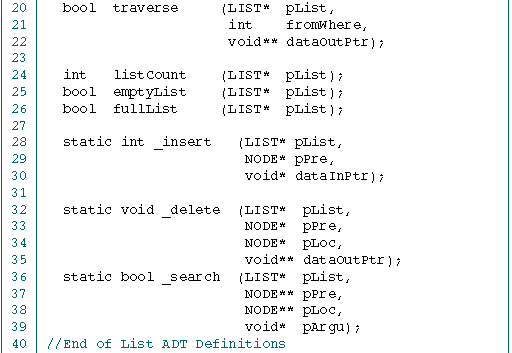 20 bool traverse (LIST* pList,
21 int fromWhere,
22 void** dataOutPtr);
23
24 int listCount (LIST* pList);
25 bool emptyList (LIST* pList);
26 bool fullList (LIST* pList);
27
28 static int _insert (LIST* pList,
29 NODE* pPre,
30 void* dataInPtr);
31
32 static void _delete (LIST* pList,
33 NODE* pPre,
34 NODE* pLoc,
35 void** dataOutPtr);
36 static bool _search (LIST* pList,
37 NODE** pPre,
38 NODE** pLoc,
39 void* pArgu);
40 //End of List ADT Definitions